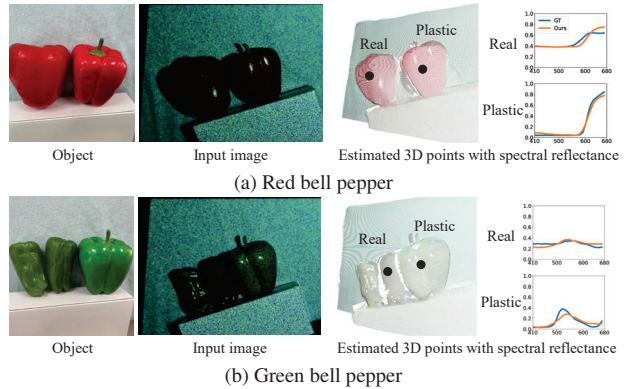 Real
Plastic
Real
1.0
0.8
0.6
0.4
0.2
0.0
410 500 600 680
GT
Ours
Plastic
1.0
0.8
0.6
0.4
0.2
0.0
410 500 600 680
Object
Input image
Estimated 3D points with spectral reflectance
(a) Red bell pepper
Real
Plastic
Real
1.0
0.8
0.6
0.4
0.2
0.0
410 500 600 680
Plastic
1.0
0.8
0.6
0.4
0.2
0.0
410 500 600 680
Object
Input image
Estimated 3D points with spectral reflectance
(b) Green bell pepper